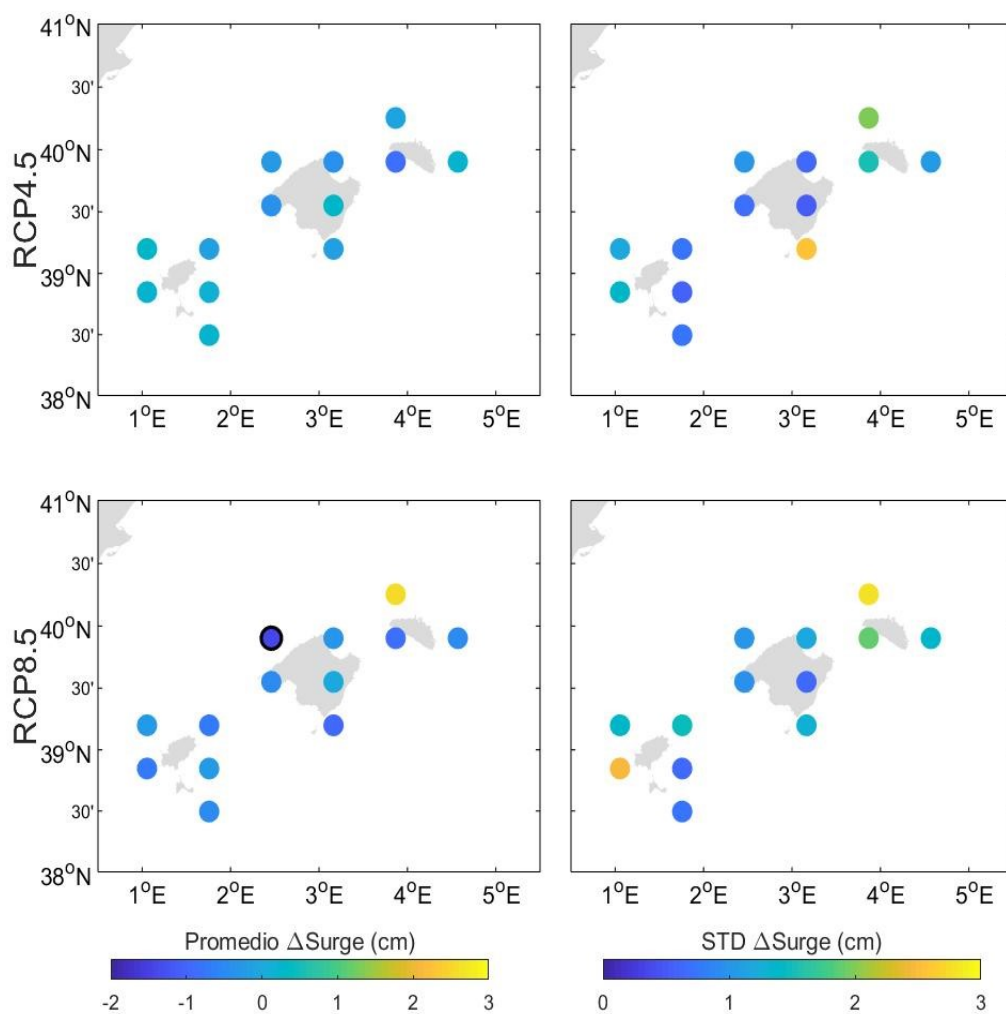 41°N
30'
40°N
30'
39°N
30'
38°N
RCP4.5
1°E 2°E 3°E 4°E 5°E
1°E 2°E 3°E 4°E 5°E
41°N
30'
40°N
30'
39°N
30'
38°N
RCP8.5
1°E 2°E 3°E 4°E 5°E
1°E 2°E 3°E 4°E 5°E
Promedio ΔSurge (cm)
-2 -1 0 1 2 3
STD ΔSurge (cm)
0 1 2 3